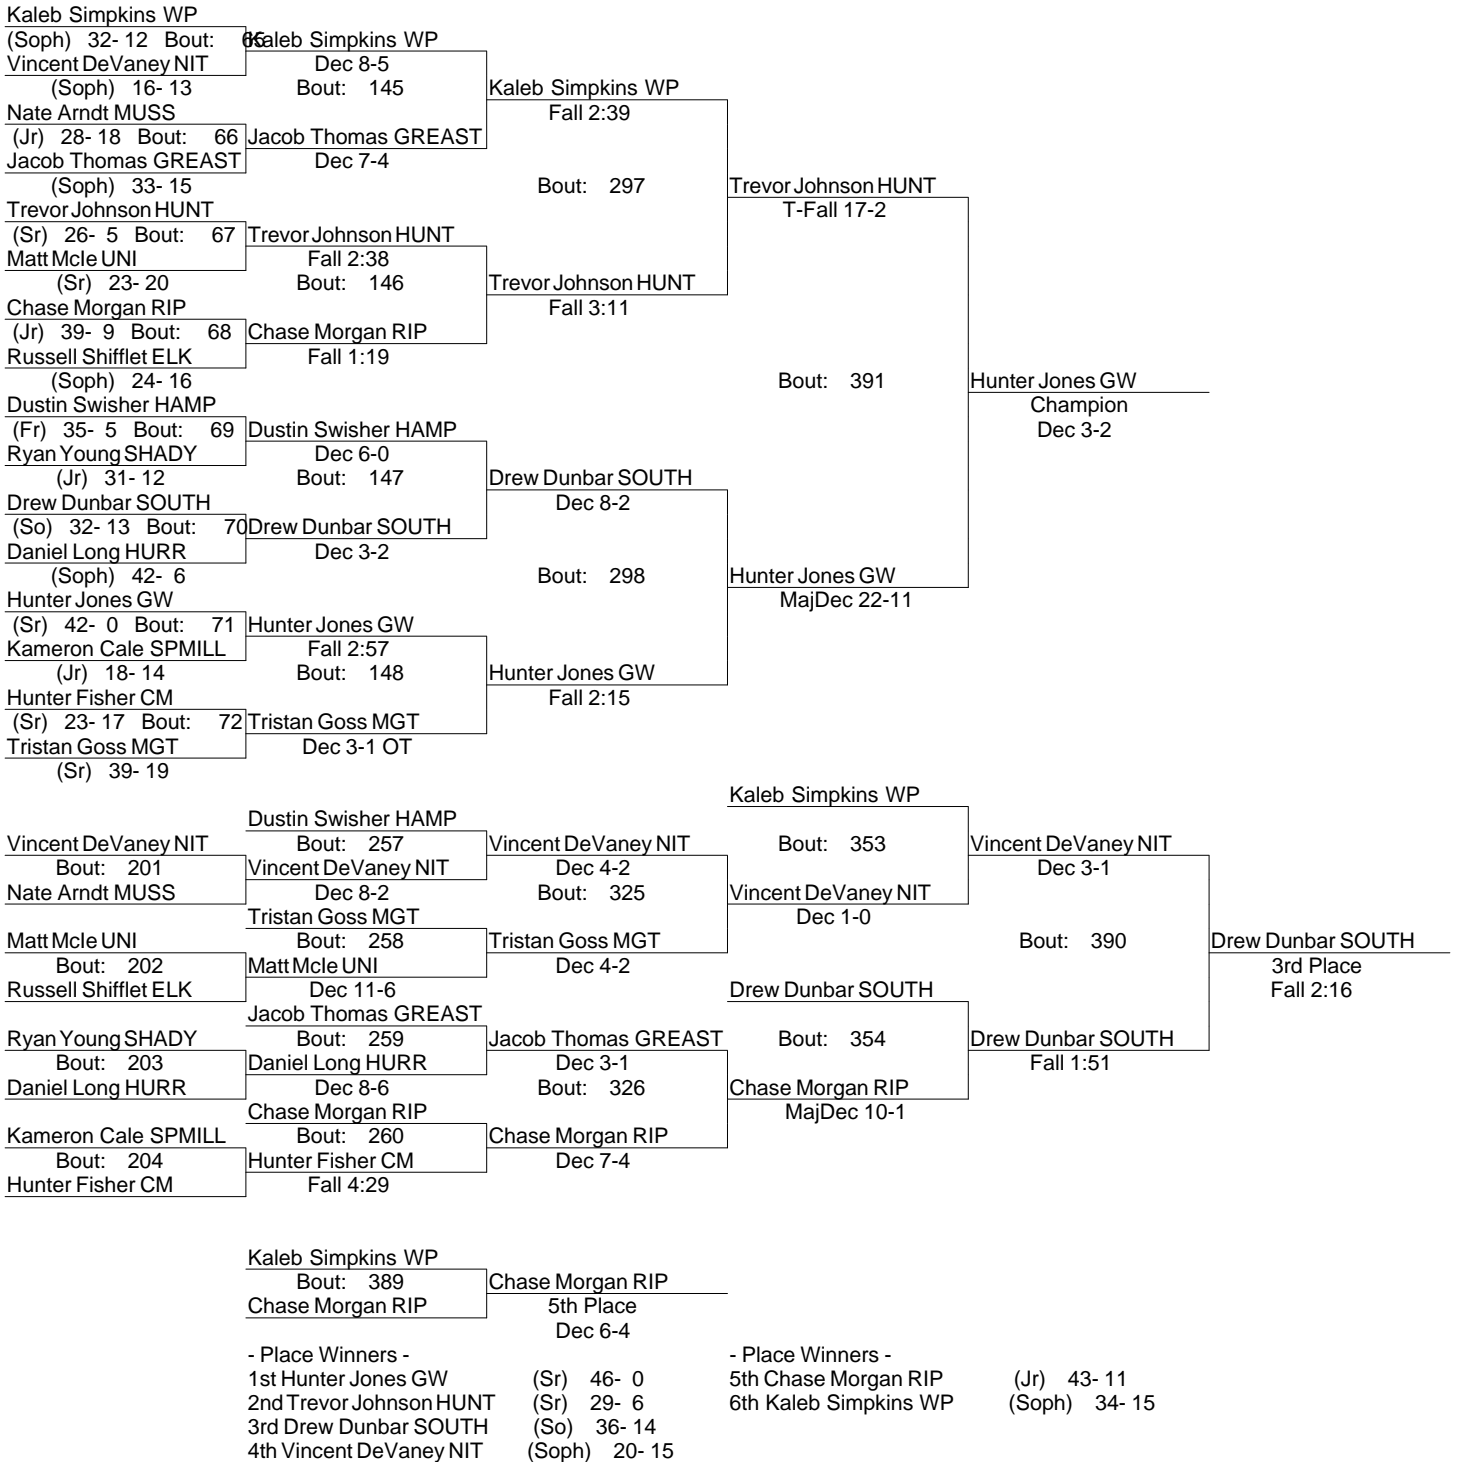 Kaleb Simpkins WP
(Soph) 32- 12 Bout: 65 Kaleb Simpkins WP
Vincent DeVaney NIT Dec 8-5
(Soph) 16- 13 Bout: 145 Kaleb Simpkins WP
Nate Arndt MUSS Fall 2:39
(Jr) 28- 18 Bout: 66 Jacob Thomas GREAST
Jacob Thomas GREAST Dec 7-4
(Soph) 33- 15 Bout: 297 Trevor Johnson HUNT
Trevor Johnson HUNT T-Fall 17-2
(Sr) 26- 5 Bout: 67 Trevor Johnson HUNT
Matt McIe UNI Fall 2:38
(Sr) 23- 20 Bout: 146 Trevor Johnson HUNT
Chase Morgan RIP Fall 3:11
(Jr) 39- 9 Bout: 68 Chase Morgan RIP
Russell Shifflet ELK Fall 1:19
(Soph) 24- 16 Bout: 391 Hunter Jones GW
Dustin Swisher HAMP Champion
(Fr) 35- 5 Bout: 69 Dustin Swisher HAMP Dec 3-2
Ryan Young SHADY Dec 6-0
(Jr) 31- 12 Bout: 147 Drew Dunbar SOUTH
Drew Dunbar SOUTH Dec 8-2
(So) 32- 13 Bout: 70 Drew Dunbar SOUTH
Daniel Long HURR Dec 3-2
(Soph) 42- 6 Bout: 298 Hunter Jones GW
Hunter Jones GW MajDec 22-11
(Sr) 42- 0 Bout: 71 Hunter Jones GW
Kameron Cale SPMILL Fall 2:57
(Jr) 18- 14 Bout: 148 Hunter Jones GW
Hunter Fisher CM Fall 2:15
(Sr) 23- 17 Bout: 72 Tristan Goss MGT
Tristan Goss MGT Dec 3-1 OT
(Sr) 39- 19
Kaleb Simpkins WP
Dustin Swisher HAMP
Vincent DeVaney NIT Bout: 257 Vincent DeVaney NIT Bout: 353 Vincent DeVaney NIT
Bout: 201 Vincent DeVaney NIT Dec 4-2 Dec 3-1
Nate Arndt MUSS Dec 8-2 Bout: 325 Vincent DeVaney NIT
Tristan Goss MGT Dec 1-0
Matt McIe UNI Bout: 258 Tristan Goss MGT Bout: 390 Drew Dunbar SOUTH
Bout: 202 Matt McIe UNI Dec 4-2 3rd Place
Russell Shifflet ELK Dec 11-6 Drew Dunbar SOUTH Fall 2:16
Jacob Thomas GREAST
Ryan Young SHADY Bout: 259 Jacob Thomas GREAST Bout: 354 Drew Dunbar SOUTH
Bout: 203 Daniel Long HURR Dec 3-1 Fall 1:51
Daniel Long HURR Dec 8-6 Bout: 326 Chase Morgan RIP
Chase Morgan RIP MajDec 10-1
Kameron Cale SPMILL Bout: 260 Chase Morgan RIP
Bout: 204 Hunter Fisher CM Dec 7-4
Hunter Fisher CM Fall 4:29
Kaleb Simpkins WP
Bout: 389 Chase Morgan RIP
Chase Morgan RIP 5th Place
Dec 6-4
- Place Winners - - Place Winners -
1st Hunter Jones GW (Sr) 46- 0 5th Chase Morgan RIP (Jr) 43- 11
2nd Trevor Johnson HUNT (Sr) 29- 6 6th Kaleb Simpkins WP (Soph) 34- 15
3rd Drew Dunbar SOUTH (So) 36- 14
4th Vincent DeVaney NIT (Soph) 20- 15